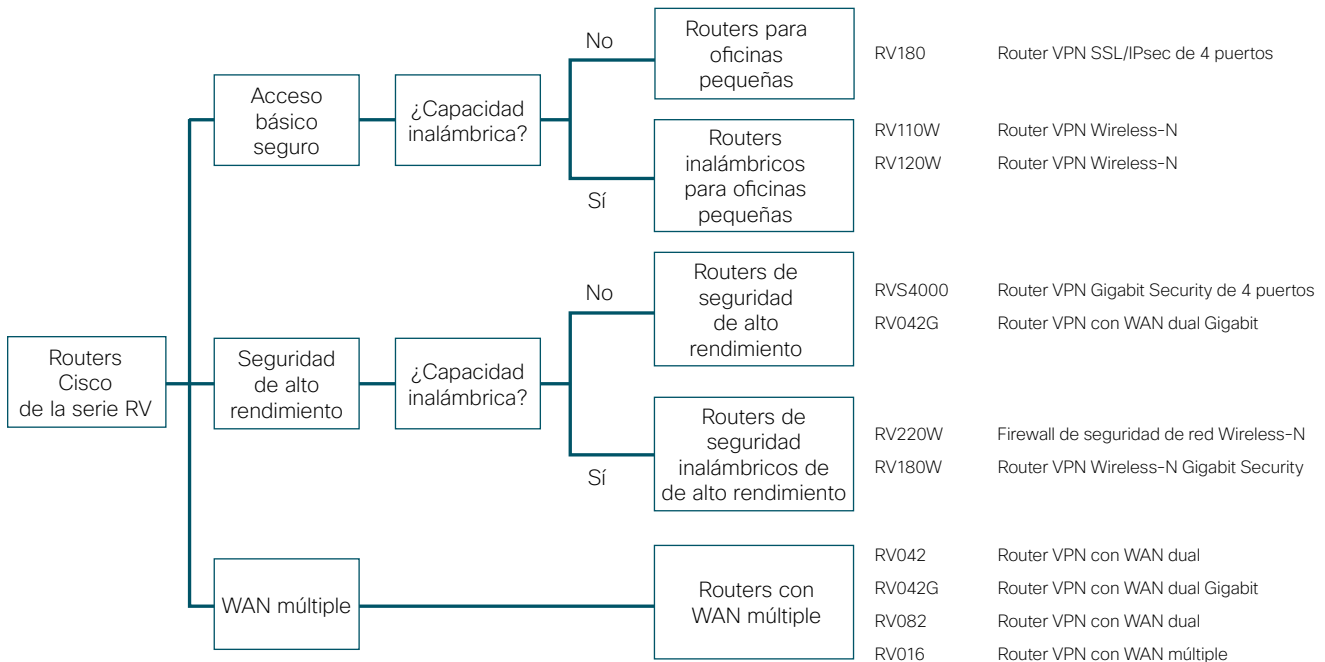 Routers
Cisco
de la serie RV
Acceso
básico
seguro
¿Capacidad
inalámbrica?
No
Routers para
oficinas
pequeñas
RV180 Router VPN SSL/IPsec de 4 puertos
Sí
Routers
inalámbricos
para oficinas
pequeñas
RV110W Router VPN Wireless-N
RV120W Router VPN Wireless-N
Seguridad
de alto
rendimiento
¿Capacidad
inalámbrica?
No
Routers de
seguridad
de alto
rendimiento
RVS4000 Router VPN Gigabit Security de 4 puertos
RV042G Router VPN con WAN dual Gigabit
Sí
Routers de
seguridad
inalámbricos de
de alto rendimiento
RV220W Firewall de seguridad de red Wireless-N
RV180W Router VPN Wireless-N Gigabit Security
WAN múltiple
Routers con
WAN múltiple
RV042 Router VPN con WAN dual
RV042G Router VPN con WAN dual Gigabit
RV082 Router VPN con WAN dual
RV016 Router VPN con WAN múltiple